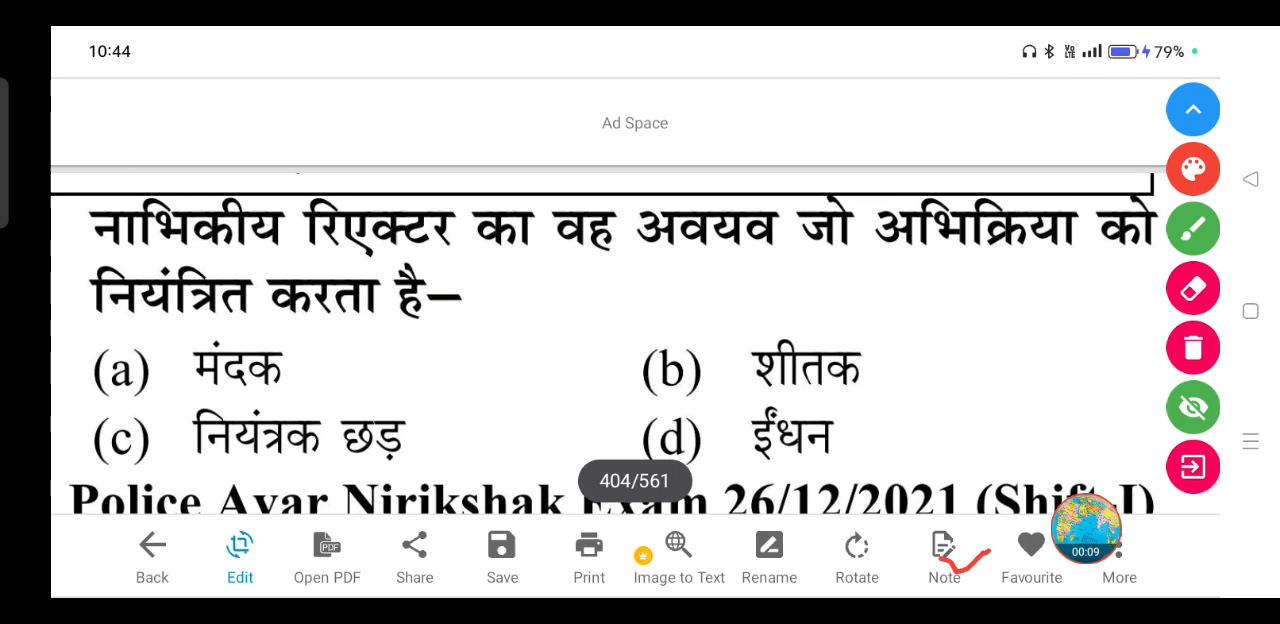 10:44
79%
Ad Space
नाभिकीय रिएक्टर का वह अवयव जो अभिक्रिया को
नियंत्रित करता है–
(a) मंदक (b) शीतक
(c) नियंत्रक छड़ (d) ईंधन
404/561
Police Avar Nirikshak Exam 26/12/2021 (Shift-I)
00:09
PDF
Back Edit Open PDF Share Save Print Image to Text Rename Rotate Note Favourite More